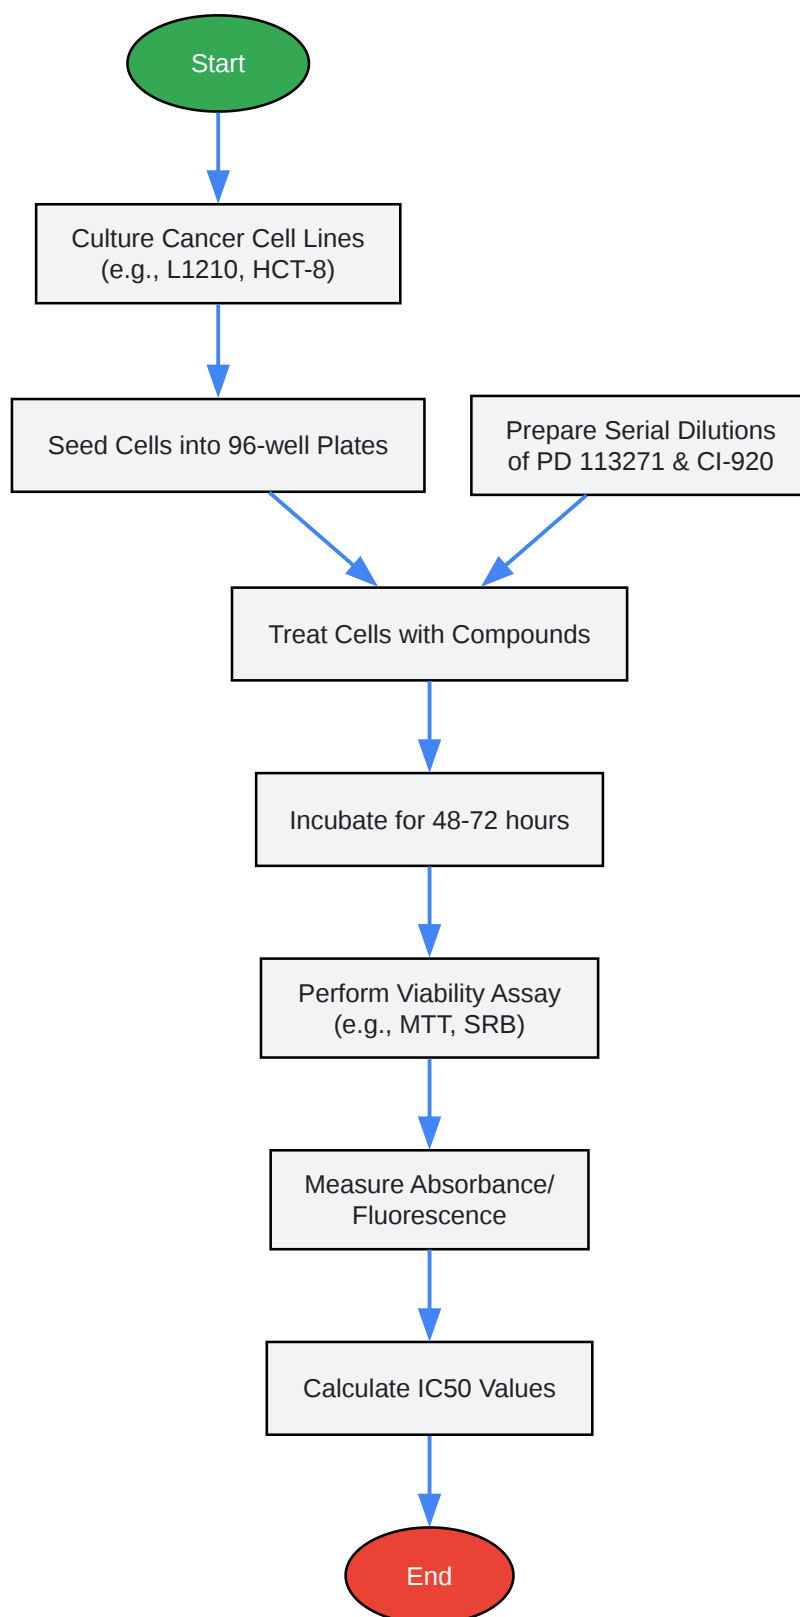 Start
Culture Cancer Cell Lines
(e.g., L1210, HCT-8)
Seed Cells into 96-well Plates
Prepare Serial Dilutions
of PD 113271 & CI-920
Treat Cells with Compounds
Incubate for 48-72 hours
Perform Viability Assay
(e.g., MTT, SRB)
Measure Absorbance/
Fluorescence
Calculate IC50 Values
End